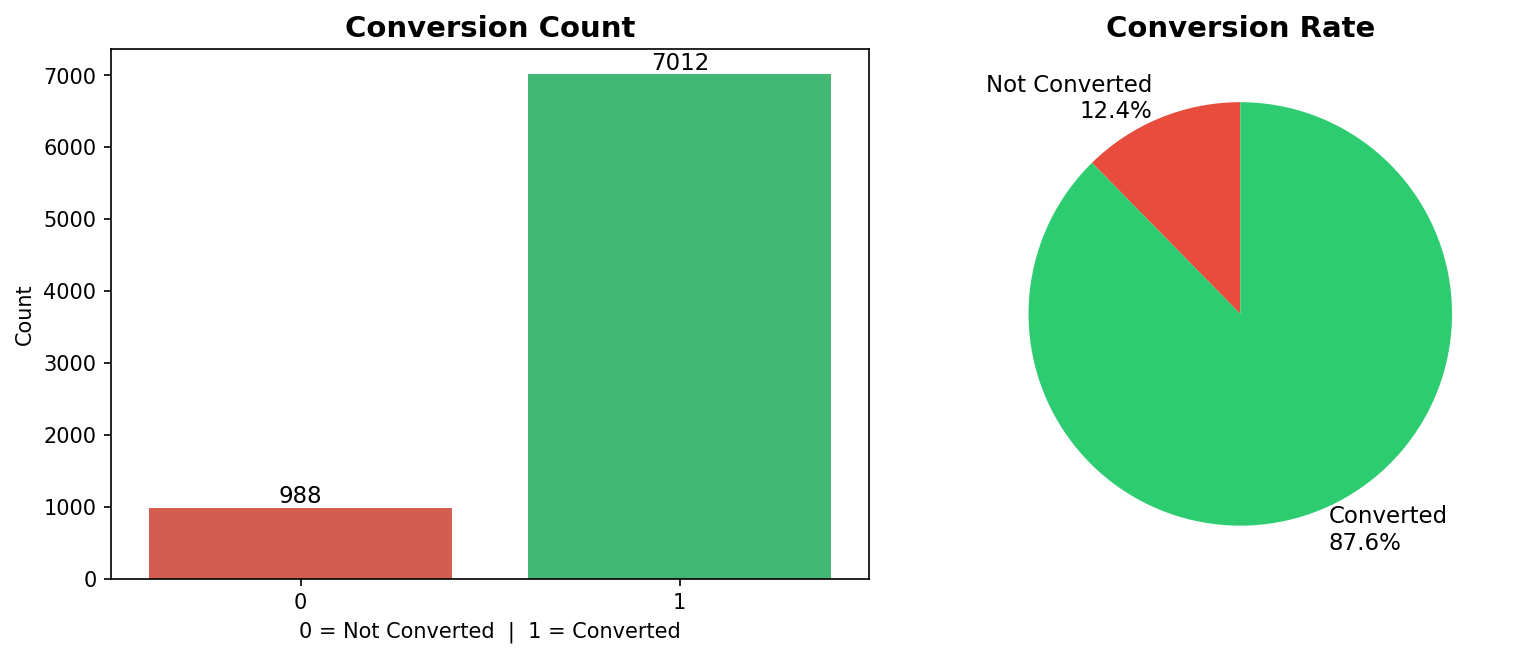 Conversion Count
7012
7000
6000
5000
4000
3000
2000
1000
0
Count
988
0
1
0 = Not Converted | 1 = Converted
Conversion Rate
Not Converted
12.4%
Converted
87.6%